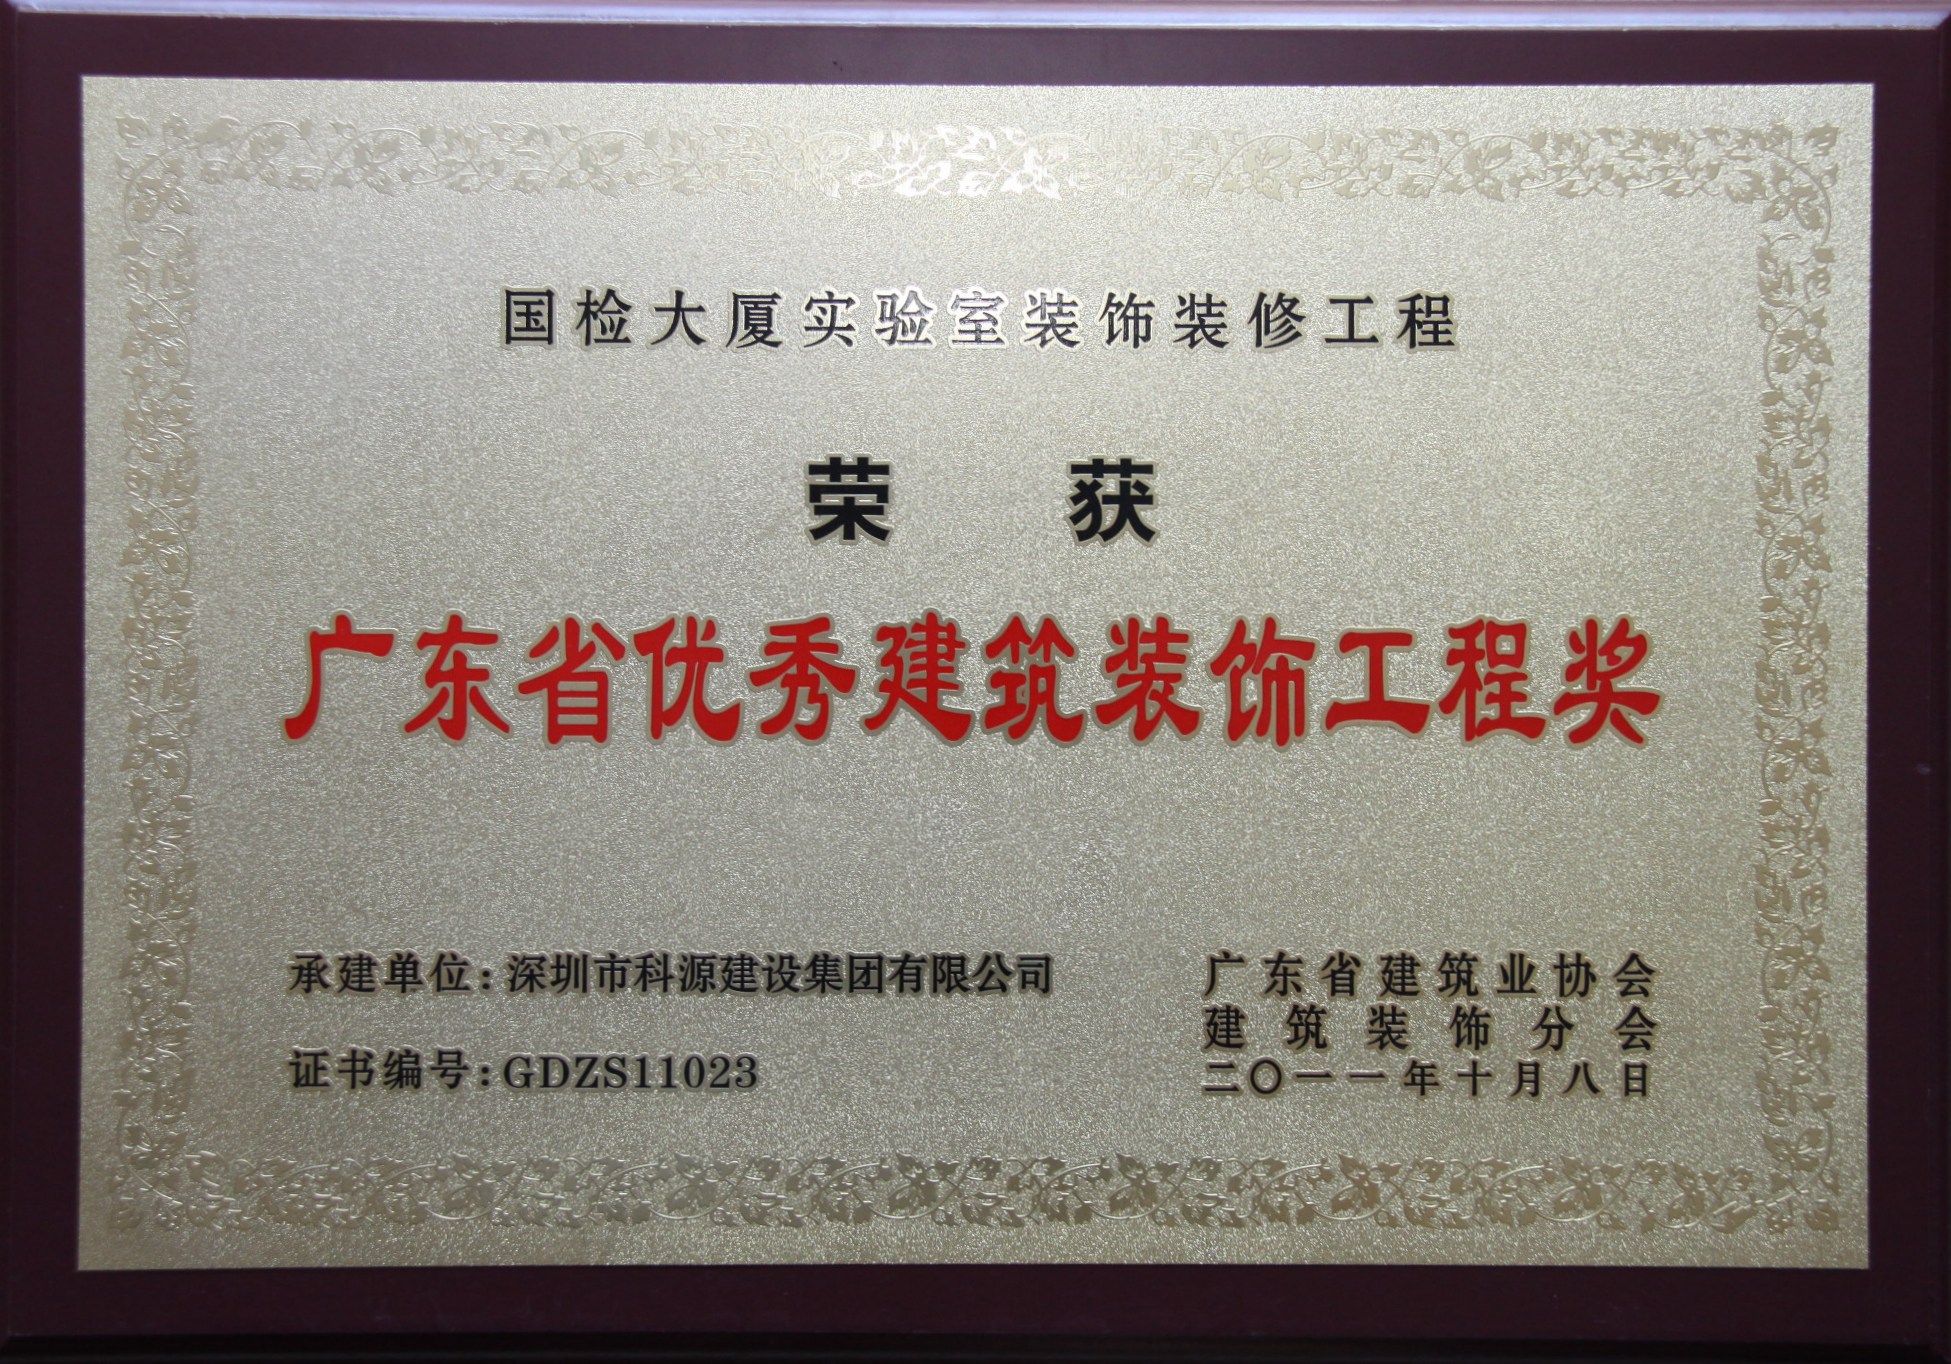 国检大厦实验室装饰装修工程
荣获
广东省优秀建筑装饰工程奖
承建单位:深圳市科源建设集团有限公司
证书编号:GDZS11023
广东省建筑业协会
建筑装饰分会
二〇一一年十月八日